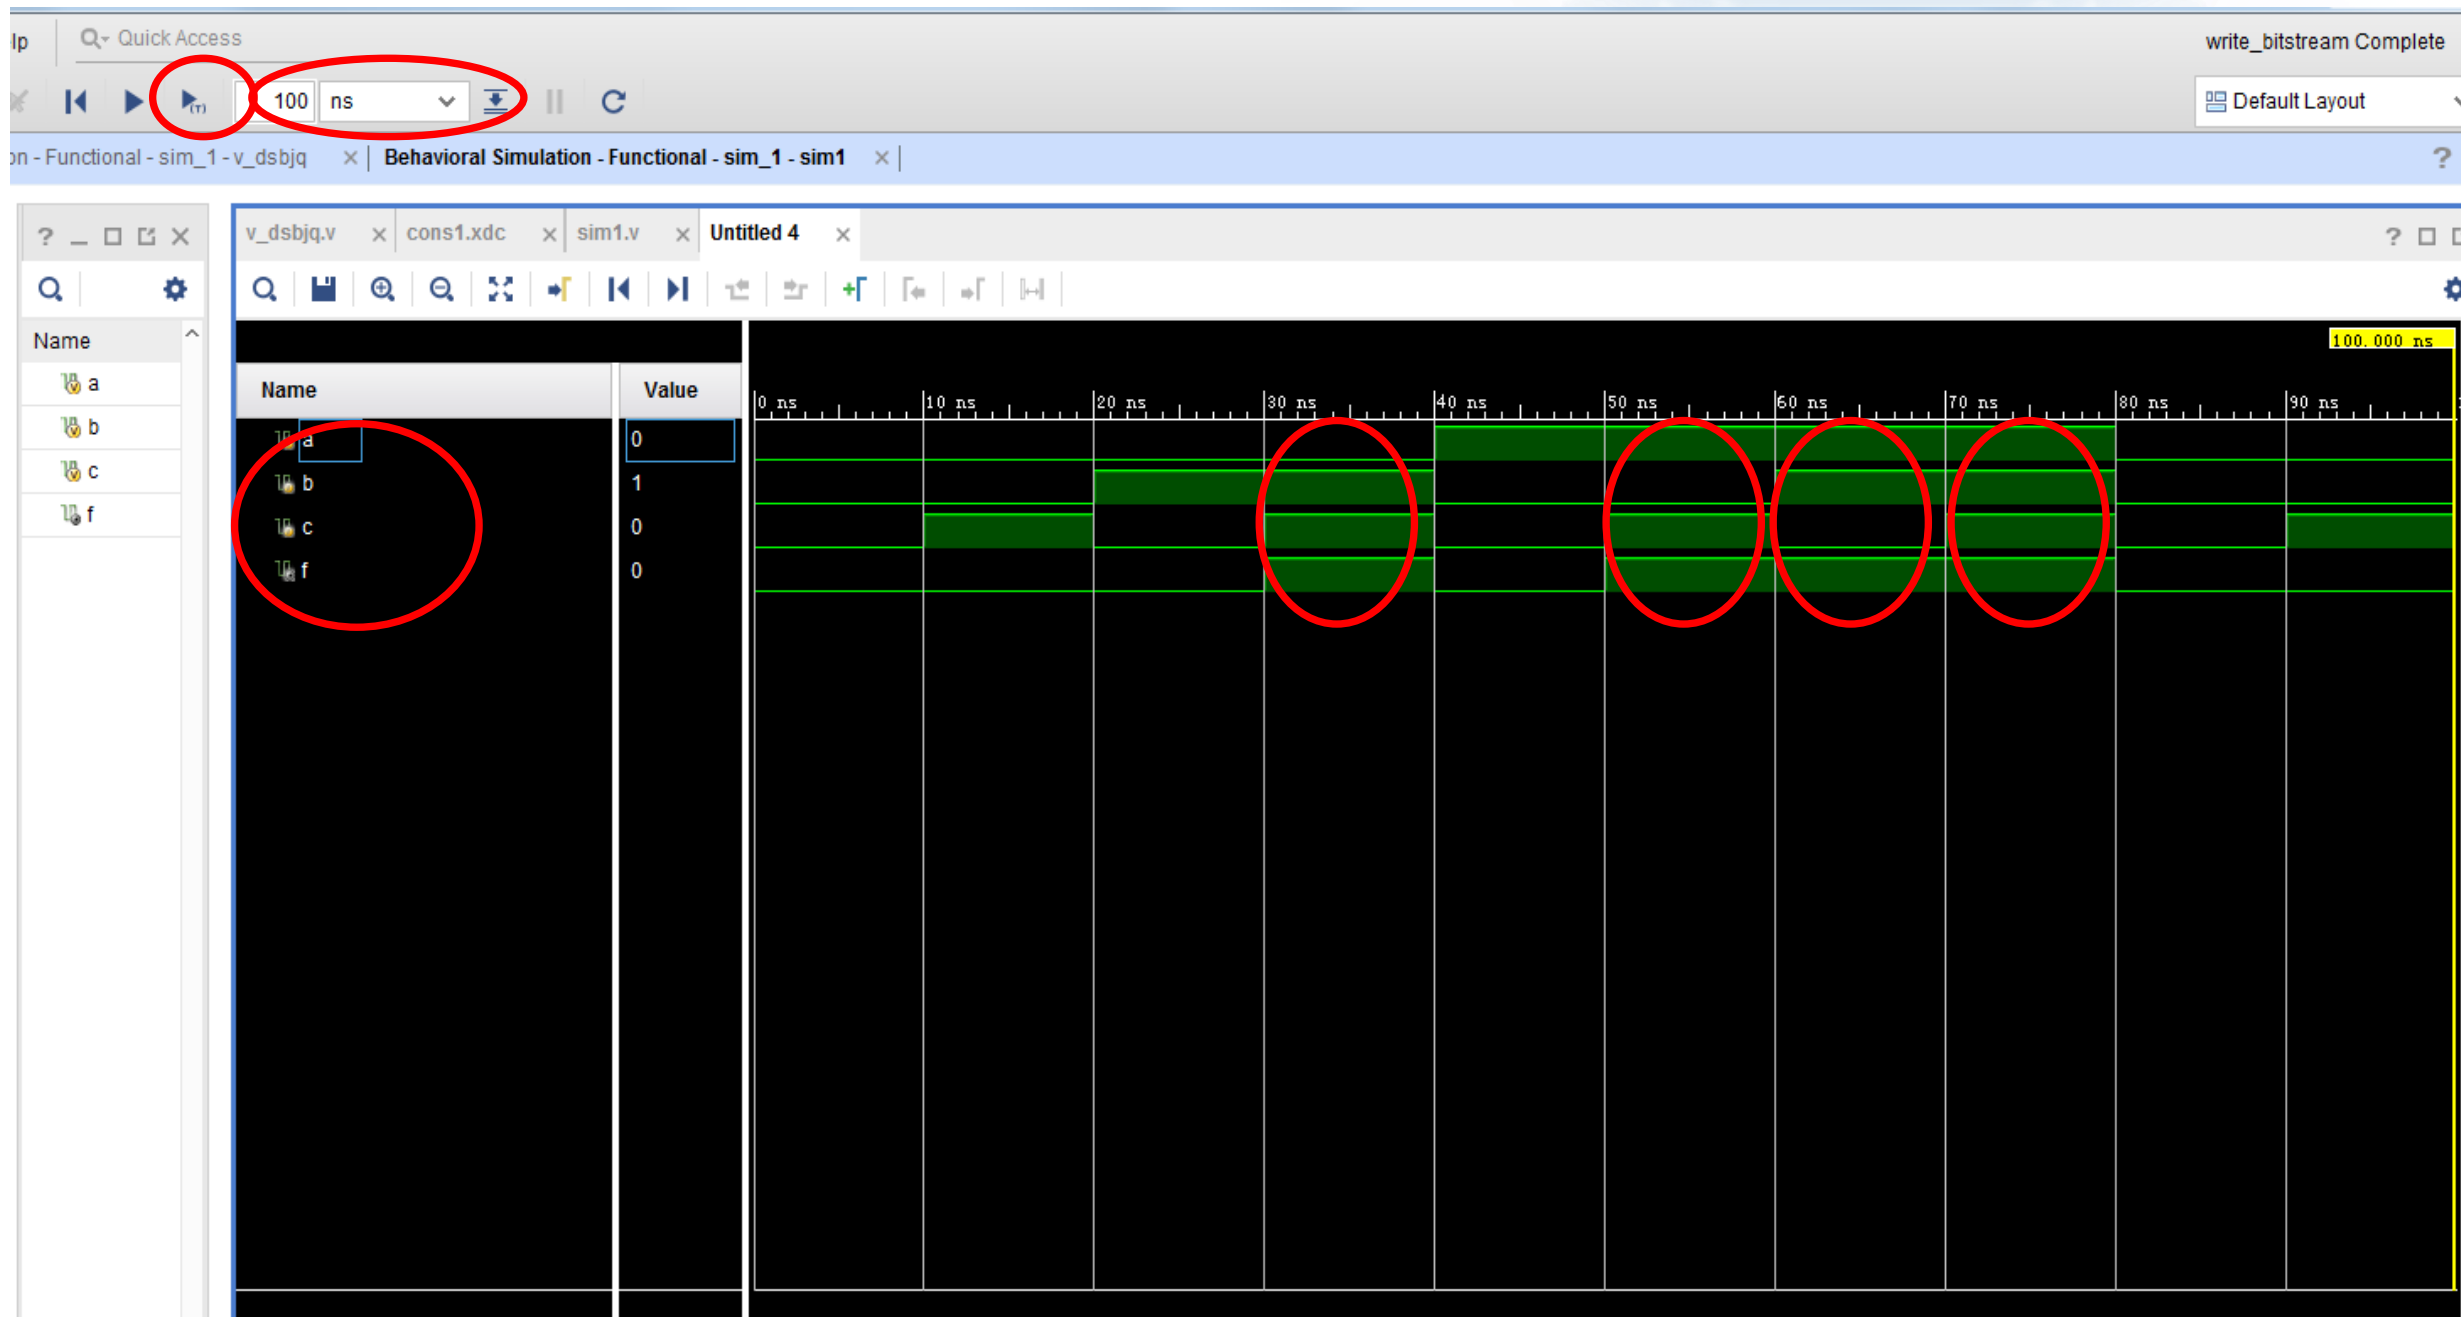 lp Quick Access write_bitstream Complete
(T) 100 ns Default Layout
on - Functional - sim_1 - v_dsbjq Behavioral Simulation - Functional - sim_1 - sim1 ?
? v_dsbjq.v cons1.xdc sim1.v Untitled 4 ?
Name
a
b
c
f
100.000 ns
Name Value 0 ns 10 ns 20 ns 30 ns 40 ns 50 ns 60 ns 70 ns 80 ns 90 ns
a 0
b 1
c 0
f 0